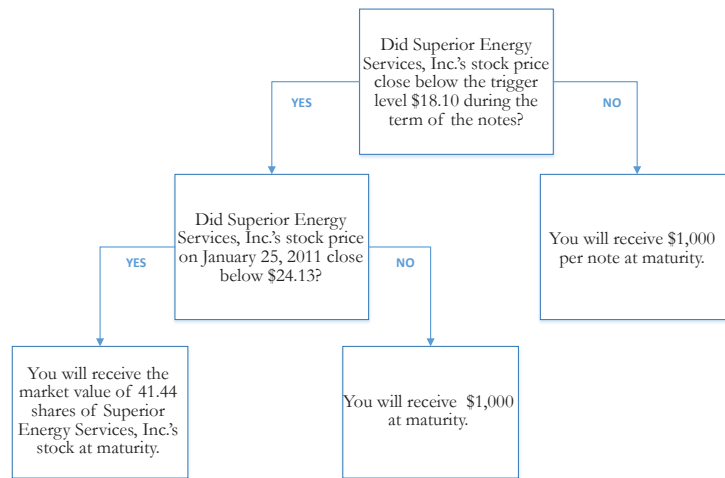 Did Superior Energy
Services, Inc.'s stock price
close below the trigger
level $18.10 during the
term of the notes?
YES
NO
Did Superior Energy
Services, Inc.'s stock price
on January 25, 2011 close
below $24.13?
You will receive $1,000
per note at maturity.
YES
NO
You will receive the
market value of 41.44
shares of Superior
Energy Services, Inc.'s
stock at maturity.
You will receive $1,000
at maturity.